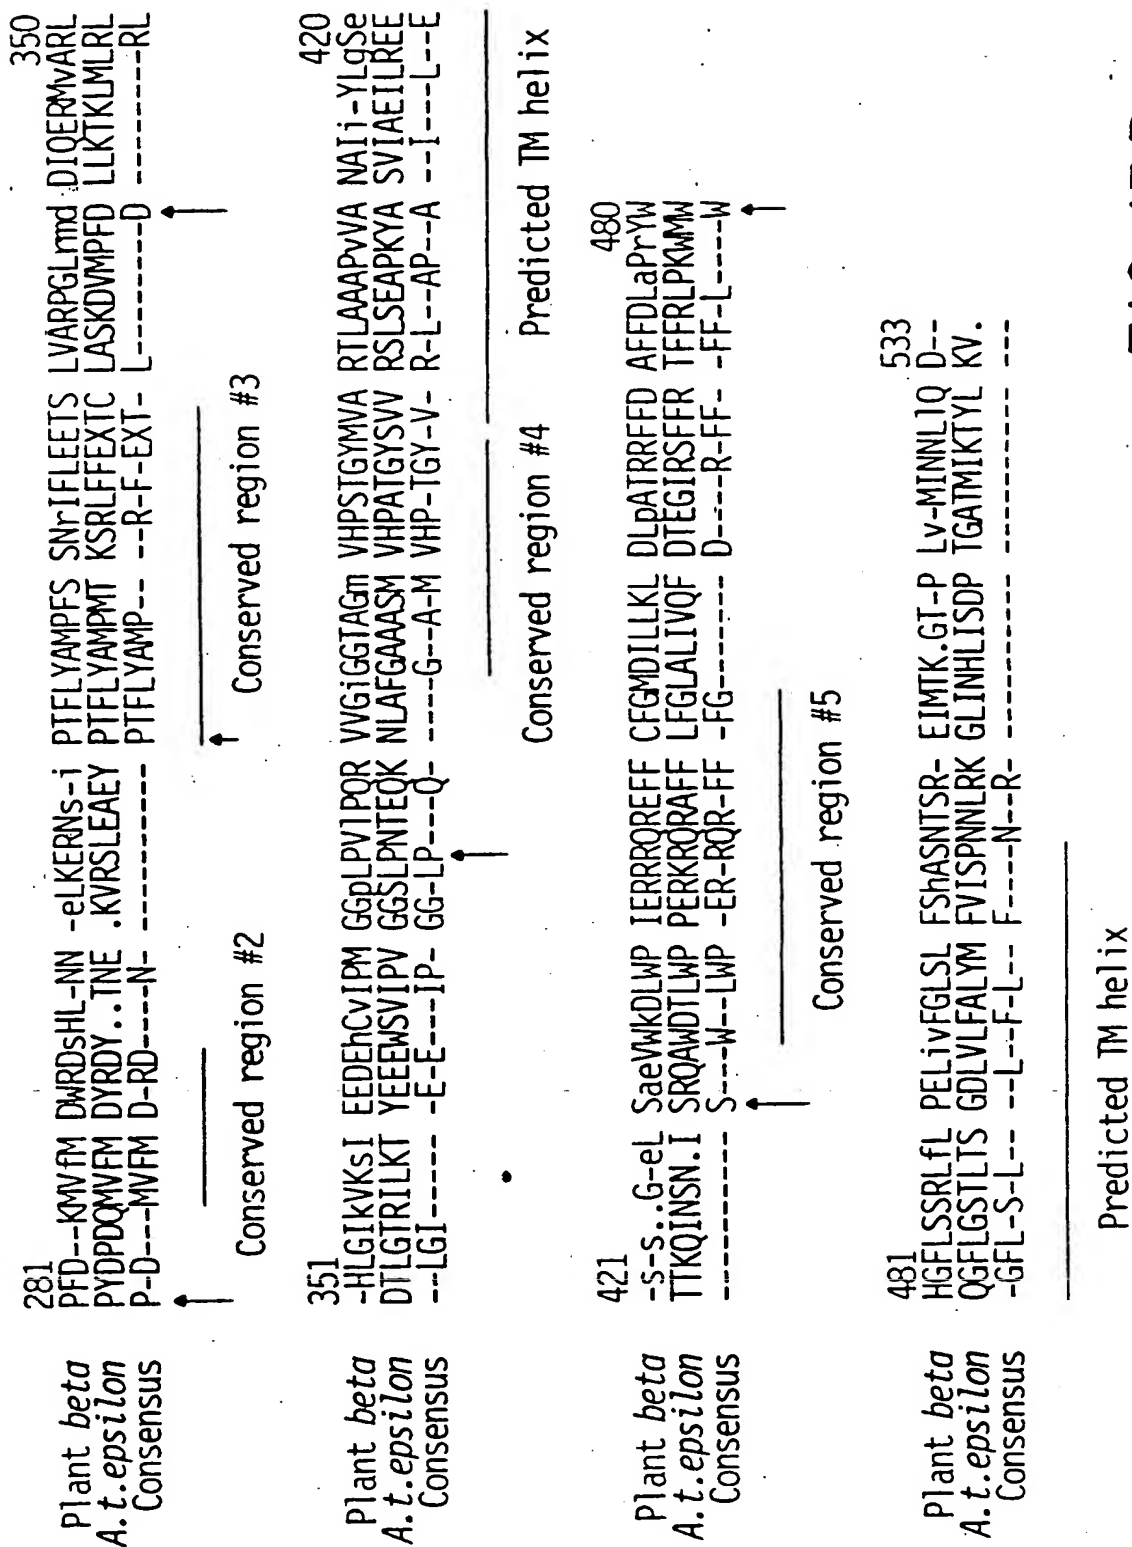 281 350
Plant beta PFD--KMVfM DWRDsHL-NN -eLKERNs-i PTFLYAMPFS SNrIFLEETS LVARPGLmmd DIQERMvARL
A.t.epsilon PYDPDQMVFM DYRDY..TNE .KVRSLEAEY PTFLYAMPMT KSRLFFEXTC LASKDVMPFD LLKTKLMLRL
Consensus P-D---MVFM D-RD-----N- ---------- PTFLYAMP-- --R-F-EXT- L--------D --------RL
Conserved region #2 Conserved region #3
351 420
Plant beta -HLGIKVKsI EEDEhCvIPM GGpLPVlPQR VVGiGGTAGm VHPSTGYMVA RTLAAAPvVA NAIi-YLgSe
A.t.epsilon DTLGTRILKT YEEEWSVIPV GGSLPNTEQK NLAFGAAASM VHPATGYSVV RSLSEAPKYA SVIAEILREE
Consensus --LGI----- -E-E---IP- GG-LP---Q- ----G--A-M VHP-TGY-V- R-L--AP--A --I---L--E
Conserved region #4 Predicted TM helix
421 480
Plant beta -s-s..G-eL SaeVWKDLWP IERRRQREFF CFGMDILLKL DLpATRRFFD AFFDLaPrYW
A.t.epsilon TTKQINSN.I SRQAWDTLWP PERKRQRAFF LFGLALIVQF DTEGIRSFFR TFFRLPKWMW
Consensus ---------- S---W--LWP -ER-RQR-FF -FG------- D----R-FF- -FF-L----W
Conserved region #5
481 533
Plant beta HGFLSSRLfL PELivFGLSL FShASNTSR- EIMTK.GT-P Lv-MINNLlQ D--
A.t.epsilon QGFLGSTLTS GDLVLFALYM FVISPNNLRK GLINHLISDP TGATMIKTYL KV.
Consensus -GFL-S-L-- --L--F-L-- F----N--R- ---------- ---------- ---
Predicted TM helix